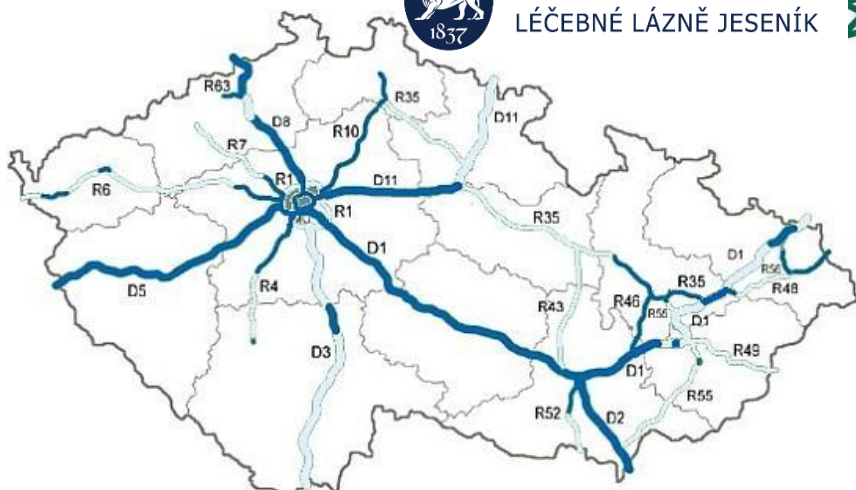 1837
LÉČEBNÉ LÁZNĚ JESENÍK
R63
D8
R7
R10
R35
D11
R6
R1
D11
R1
R35
D1
D5
R4
D3
R43
R46
R35
R55
D1
R56
R48
D1
R49
D1
R55
R52
D2